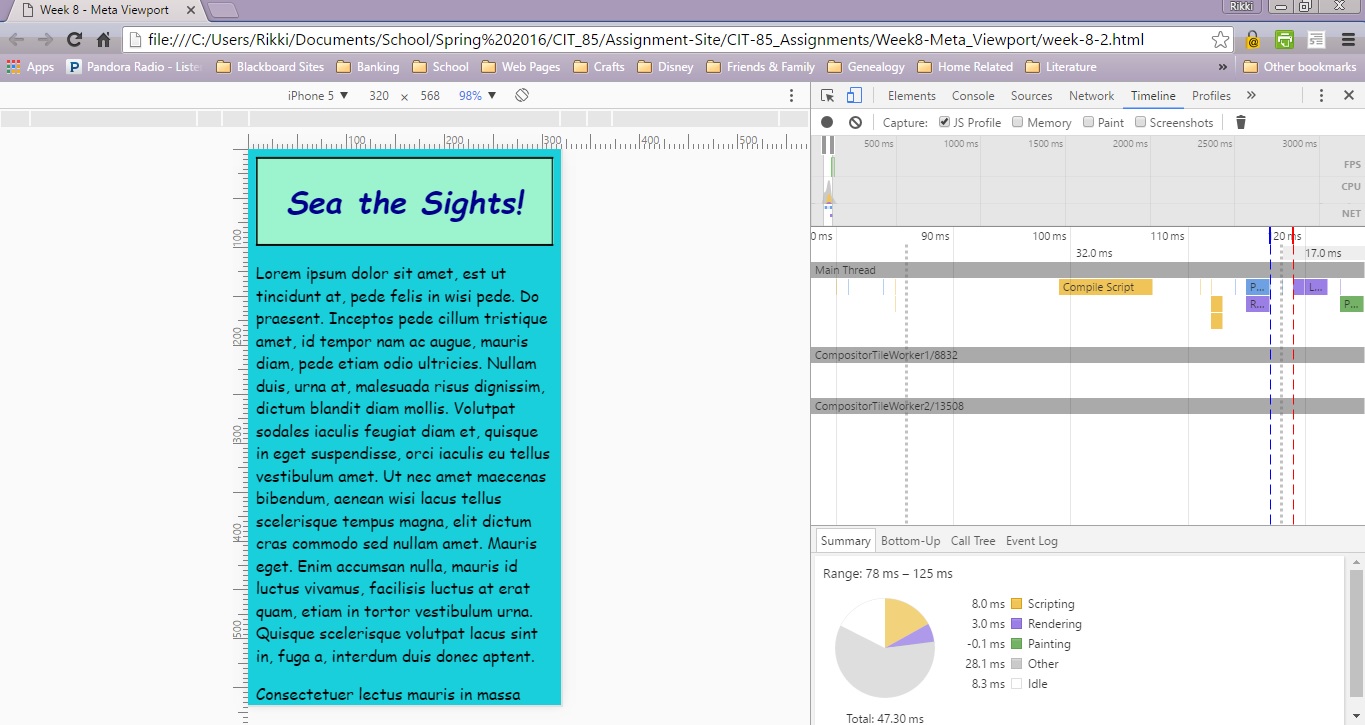 Week 8 - Meta Viewport
Rikki
file:///C:/Users/Rikki/Documents/School/Spring%202016/CIT_85/Assignment-Site/CIT-85_Assignments/Week8-Meta_Viewport/week-8-2.html
Apps Pandora Radio - Liste Blackboard Sites Banking School Web Pages Crafts Disney Friends & Family Genealogy Home Related Literature » Other bookmarks
iPhone 5 ▼ 320 x 568 98% ▼
Elements Console Sources Network Timeline Profiles »
Capture: JS Profile Memory Paint Screenshots
100 200 300 400 500
100
200
300
400
500
Sea the Sights!
Lorem ipsum dolor sit amet, est ut
tincidunt at, pede felis in wisi pede. Do
praesent. Inceptos pede cillum tristique
amet, id tempor nam ac augue, mauris
diam, pede etiam odio ultricies. Nullam
duis, urna at, malesuada risus dignissim,
dictum blandit diam mollis. Volutpat
sodales iaculis feugiat diam et, quisque
in eget suspendisse, orci iaculis eu tellus
vestibulum amet. Ut nec amet maecenas
bibendum, aenean wisi lacus tellus
scelerisque tempus magna, elit dictum
cras commodo sed nullam amet. Mauris
eget. Enim accumsan nulla, mauris id
luctus vivamus, facilisis luctus at erat
quam, etiam in tortor vestibulum urna.
Quisque scelerisque volutpat lacus sint
in, fuga a, interdum duis donec aptent.
Consectetuer lectus mauris in massa
500 ms 1000 ms 1500 ms 2000 ms 2500 ms 3000 ms
FPS
CPU
NET
0 ms 90 ms 100 ms 110 ms 20 ms
32.0 ms 17.0 ms
Main Thread
Compile Script P... L...
R... P...
CompositorTileWorker1/8832
CompositorTileWorker2/13508
Summary Bottom-Up Call Tree Event Log
Range: 78 ms – 125 ms
8.0 ms Scripting
3.0 ms Rendering
-0.1 ms Painting
28.1 ms Other
8.3 ms Idle
Total: 47.30 ms